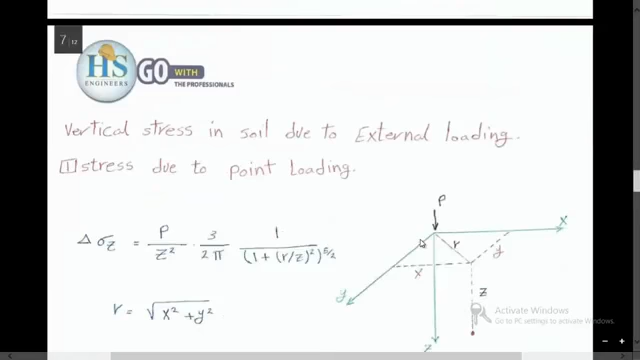 7 | 12
HS
ENGINEERS
GO WITH
THE PROFESSIONALS
Vertical stress in soil due to External loading.
1 stress due to point Loading.
Δσz = P/Z² · 3/2π 1/(1 + (r/z)²)^5/2
r = √x² + y²
P
X
r
y
x
y
Z
Z
Activate Windows
Go to PC settings to activate Windows.